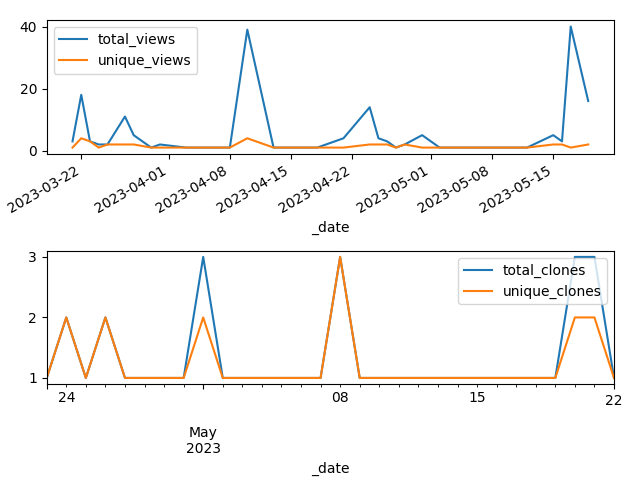 40
20
0
total_views
unique_views
2023-03-22
2023-04-01
2023-04-08
2023-04-15
2023-04-22
2023-05-01
2023-05-08
2023-05-15
_date
3
2
1
total_clones
unique_clones
24
08
15
22
May
2023
_date